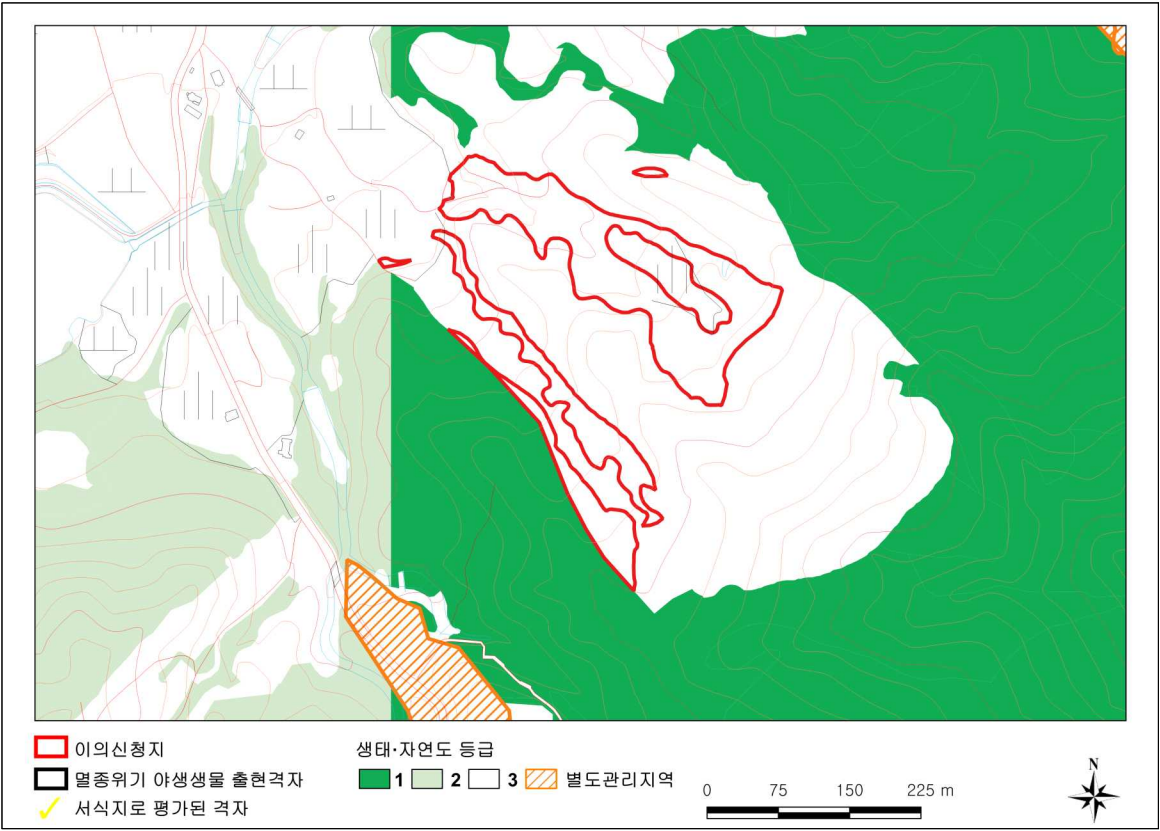 이의신청지
멸종위기 야생생물 출현격자
서식지로 평가된 격자
생태·자연도 등급
1 2 3 별도관리지역
0 75 150 225 m
N